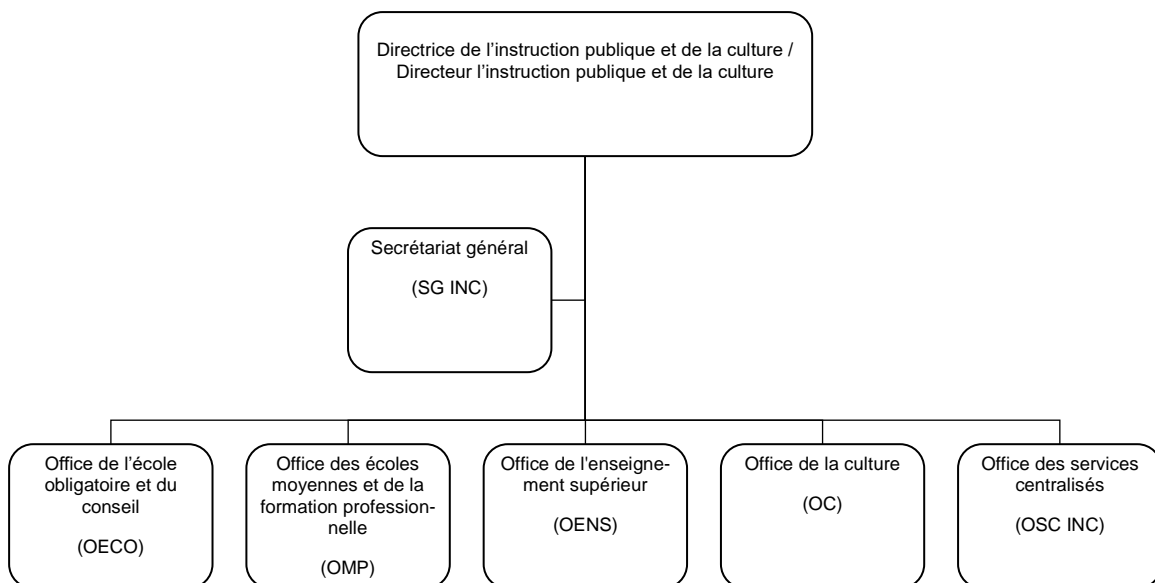 Directrice de l’instruction publique et de la culture /
Directeur l’instruction publique et de la culture
Secrétariat général
(SG INC)
Office de l’école
obligatoire et du
conseil
(OECO)
Office des écoles
moyennes et de la
formation profession-
nelle
(OMP)
Office de l'enseigne-
ment supérieur
(OENS)
Office de la culture
(OC)
Office des services
centralisés
(OSC INC)